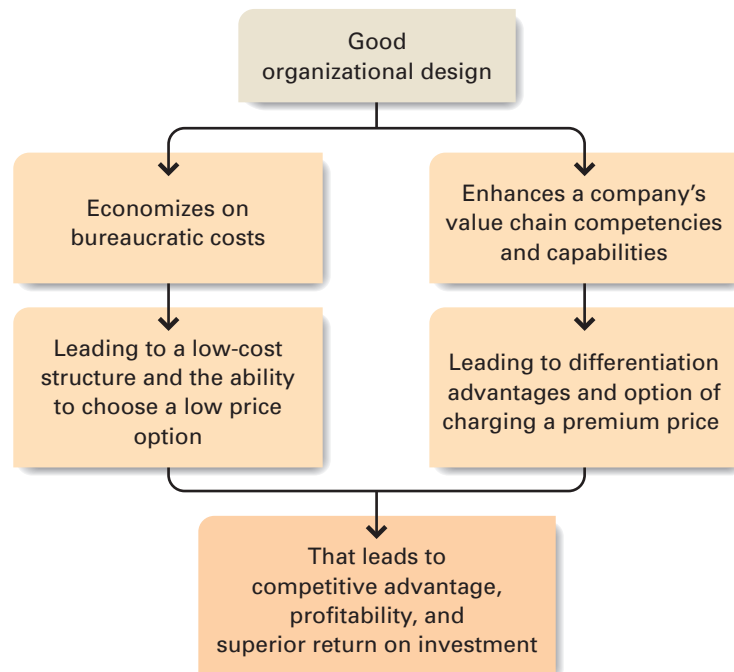 Good
organizational design
Economizes on
bureaucratic costs
Enhances a company’s
value chain competencies
and capabilities
Leading to a low-cost
structure and the ability
to choose a low price
option
Leading to differentiation
advantages and option of
charging a premium price
That leads to
competitive advantage,
profitability, and
superior return on investment